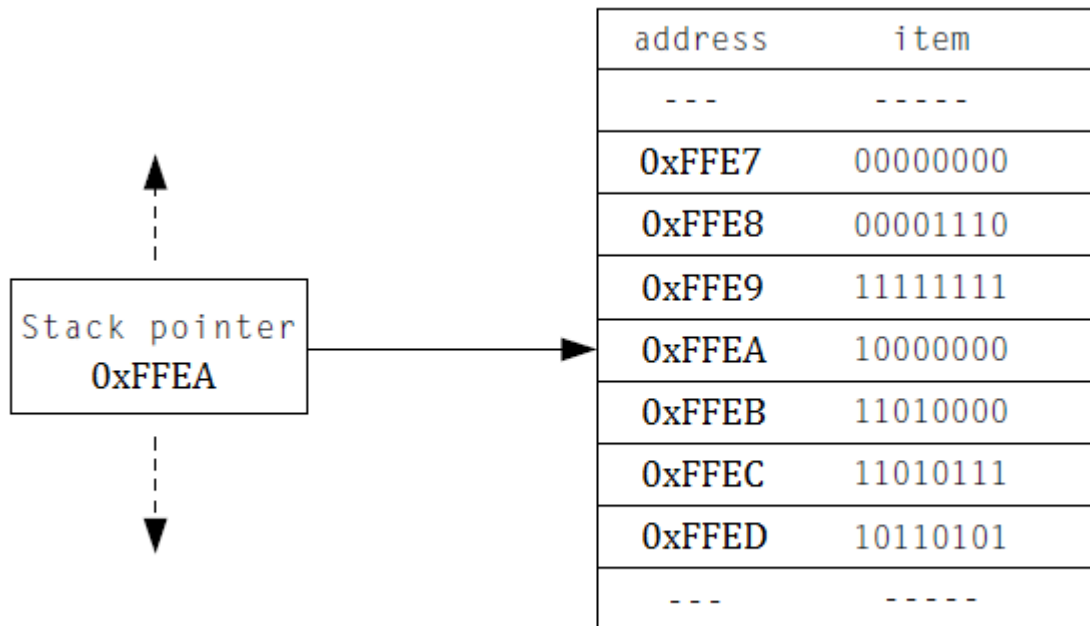 address item
--- -----
0xFFE7 00000000
0xFFE8 00001110
0xFFE9 11111111
Stack pointer
0xFFEA
0xFFEA 10000000
0xFFEB 11010000
0xFFEC 11010111
0xFFED 10110101
--- -----